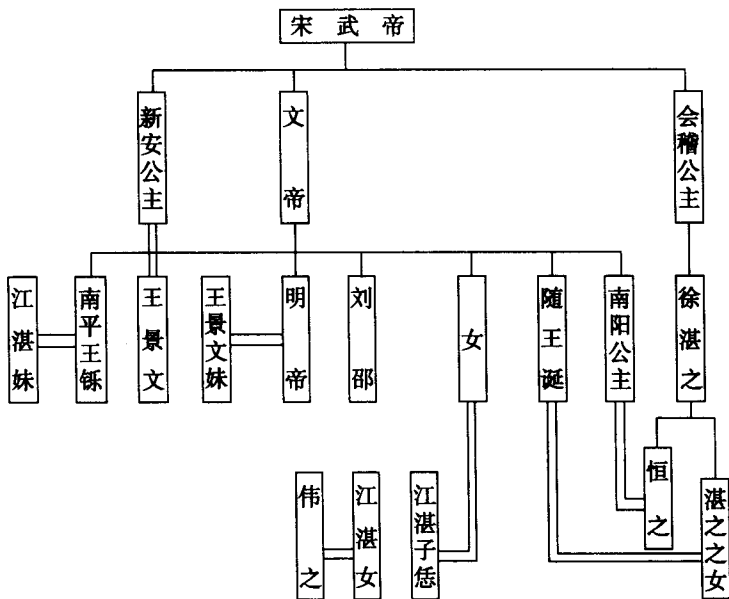 宋武帝
新安公主
文帝
会稽公主
江湛妹
南平王铄
王景文
王景文妹
明帝
刘邵
女
随王诞
南阳公主
徐湛之
伟之
江湛女
江湛子恁
恒之
湛之之女